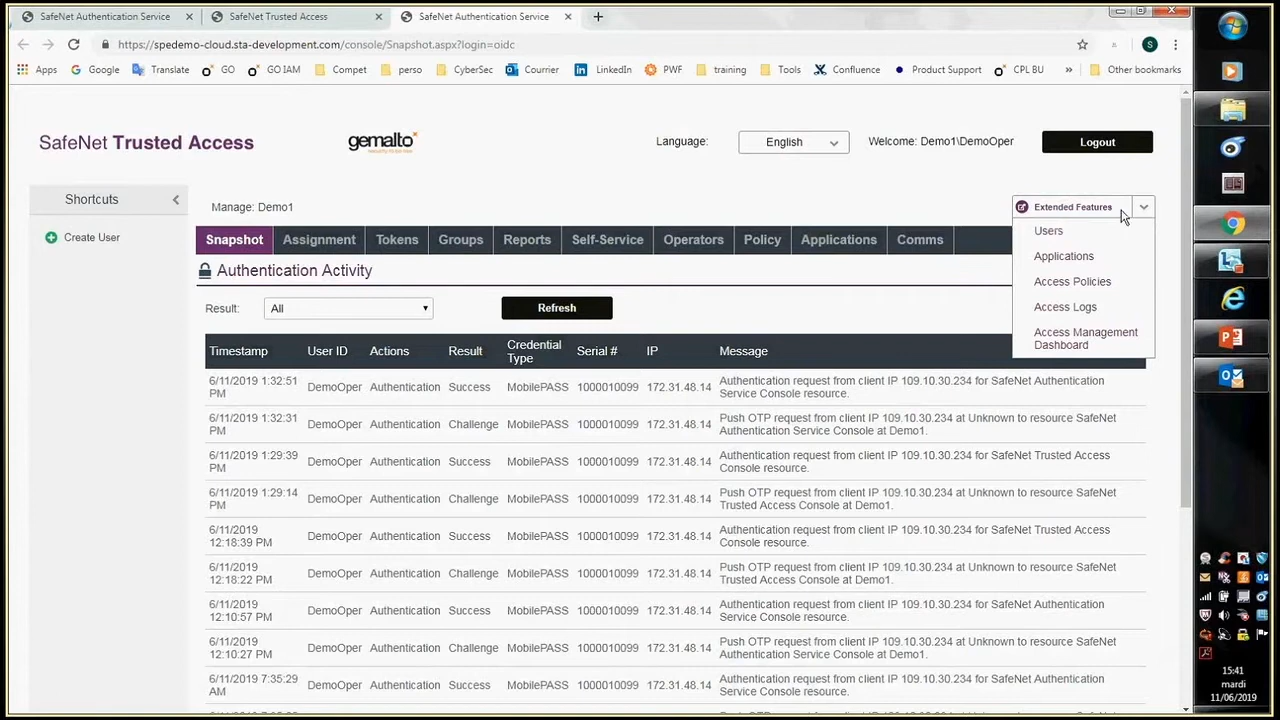 SafeNet Authentication Service
SafeNet Trusted Access
SafeNet Authentication Service
https://spedemo-cloud.sta-development.com/console/Snapshot.aspx?login=oidc
S
Apps
Google
Translate
GO
GO IAM
Compet
perso
CyberSec
Courrier
LinkedIn
PWF
training
Tools
Confluence
Product Support
CPL BU
»
Other bookmarks
SafeNet Trusted Access
gemalto
Language:
English
Welcome: Demo1\DemoOper
Logout
Shortcuts
Create User
Manage: Demo1
Extended Features
Users
Applications
Access Policies
Access Logs
Access Management
Dashboard
Snapshot
Assignment
Tokens
Groups
Reports
Self-Service
Operators
Policy
Applications
Comms
Authentication Activity
Result:
All
Refresh
Timestamp User ID Actions Result Credential Type Serial # IP Message
6/11/2019 1:32:51 PM DemoOper Authentication Success MobilePASS 1000010099 172.31.48.14 Authentication request from client IP 109.10.30.234 for SafeNet Authentication Service Console resource.
6/11/2019 1:32:31 PM DemoOper Authentication Challenge MobilePASS 1000010099 172.31.48.14 Push OTP request from client IP 109.10.30.234 at Unknown to resource SafeNet Authentication Service Console at Demo1.
6/11/2019 1:29:39 PM DemoOper Authentication Success MobilePASS 1000010099 172.31.48.14 Authentication request from client IP 109.10.30.234 for SafeNet Trusted Access Console resource.
6/11/2019 1:29:14 PM DemoOper Authentication Challenge MobilePASS 1000010099 172.31.48.14 Push OTP request from client IP 109.10.30.234 at Unknown to resource SafeNet Trusted Access Console at Demo1.
6/11/2019 12:18:39 PM DemoOper Authentication Success MobilePASS 1000010099 172.31.48.14 Authentication request from client IP 109.10.30.234 for SafeNet Trusted Access Console resource.
6/11/2019 12:18:22 PM DemoOper Authentication Challenge MobilePASS 1000010099 172.31.48.14 Push OTP request from client IP 109.10.30.234 at Unknown to resource SafeNet Trusted Access Console at Demo1.
6/11/2019 12:10:57 PM DemoOper Authentication Success MobilePASS 1000010099 172.31.48.14 Authentication request from client IP 109.10.30.234 for SafeNet Authentication Service Console resource.
6/11/2019 12:10:27 PM DemoOper Authentication Challenge MobilePASS 1000010099 172.31.48.14 Push OTP request from client IP 109.10.30.234 at Unknown to resource SafeNet Authentication Service Console at Demo1.
6/11/2019 7:35:29 AM DemoOper Authentication Success MobilePASS 1000010099 172.31.48.14 Authentication request from client IP 109.10.30.234 for SafeNet Authentication Service Console resource.
15:41
mardi
11/06/2019